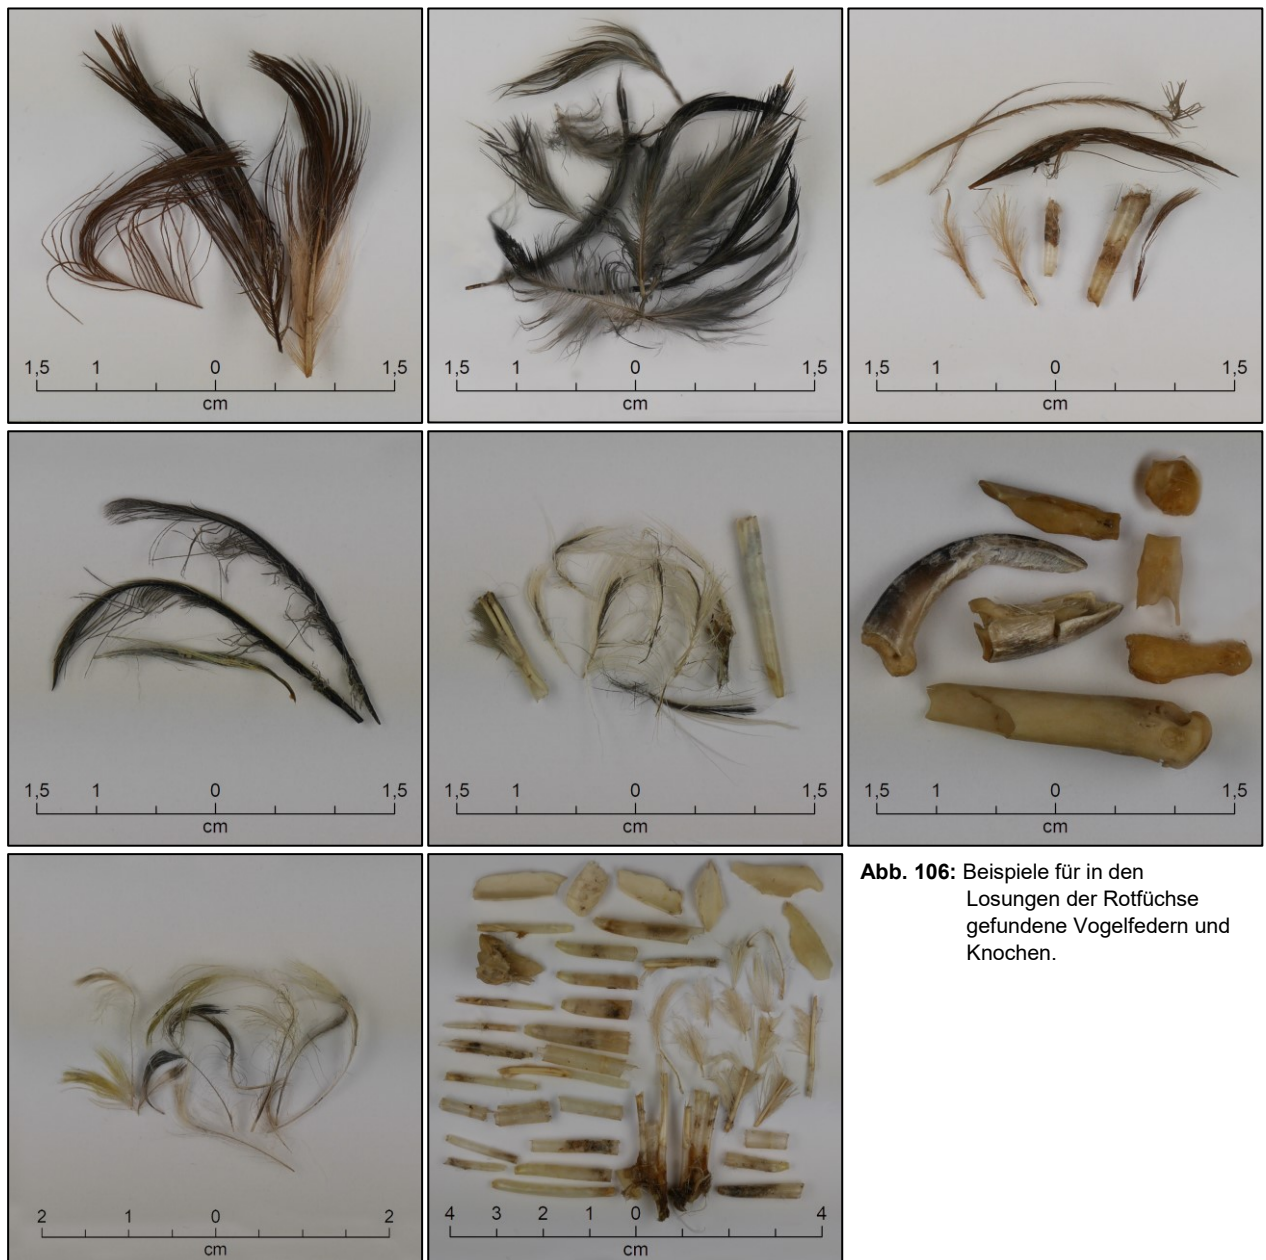 1,5 1 0 1,5
cm
1,5 1 0 1,5
cm
1,5 1 0 1,5
cm
1,5 1 0 1,5
cm
1,5 1 0 1,5
cm
1,5 1 0 1,5
cm
Abb. 106: Beispiele für in den
Losungen der Rotfüchse
gefundene Vogelfedern und
Knochen.
2 1 0 2
cm
4 3 2 1 0 4
cm